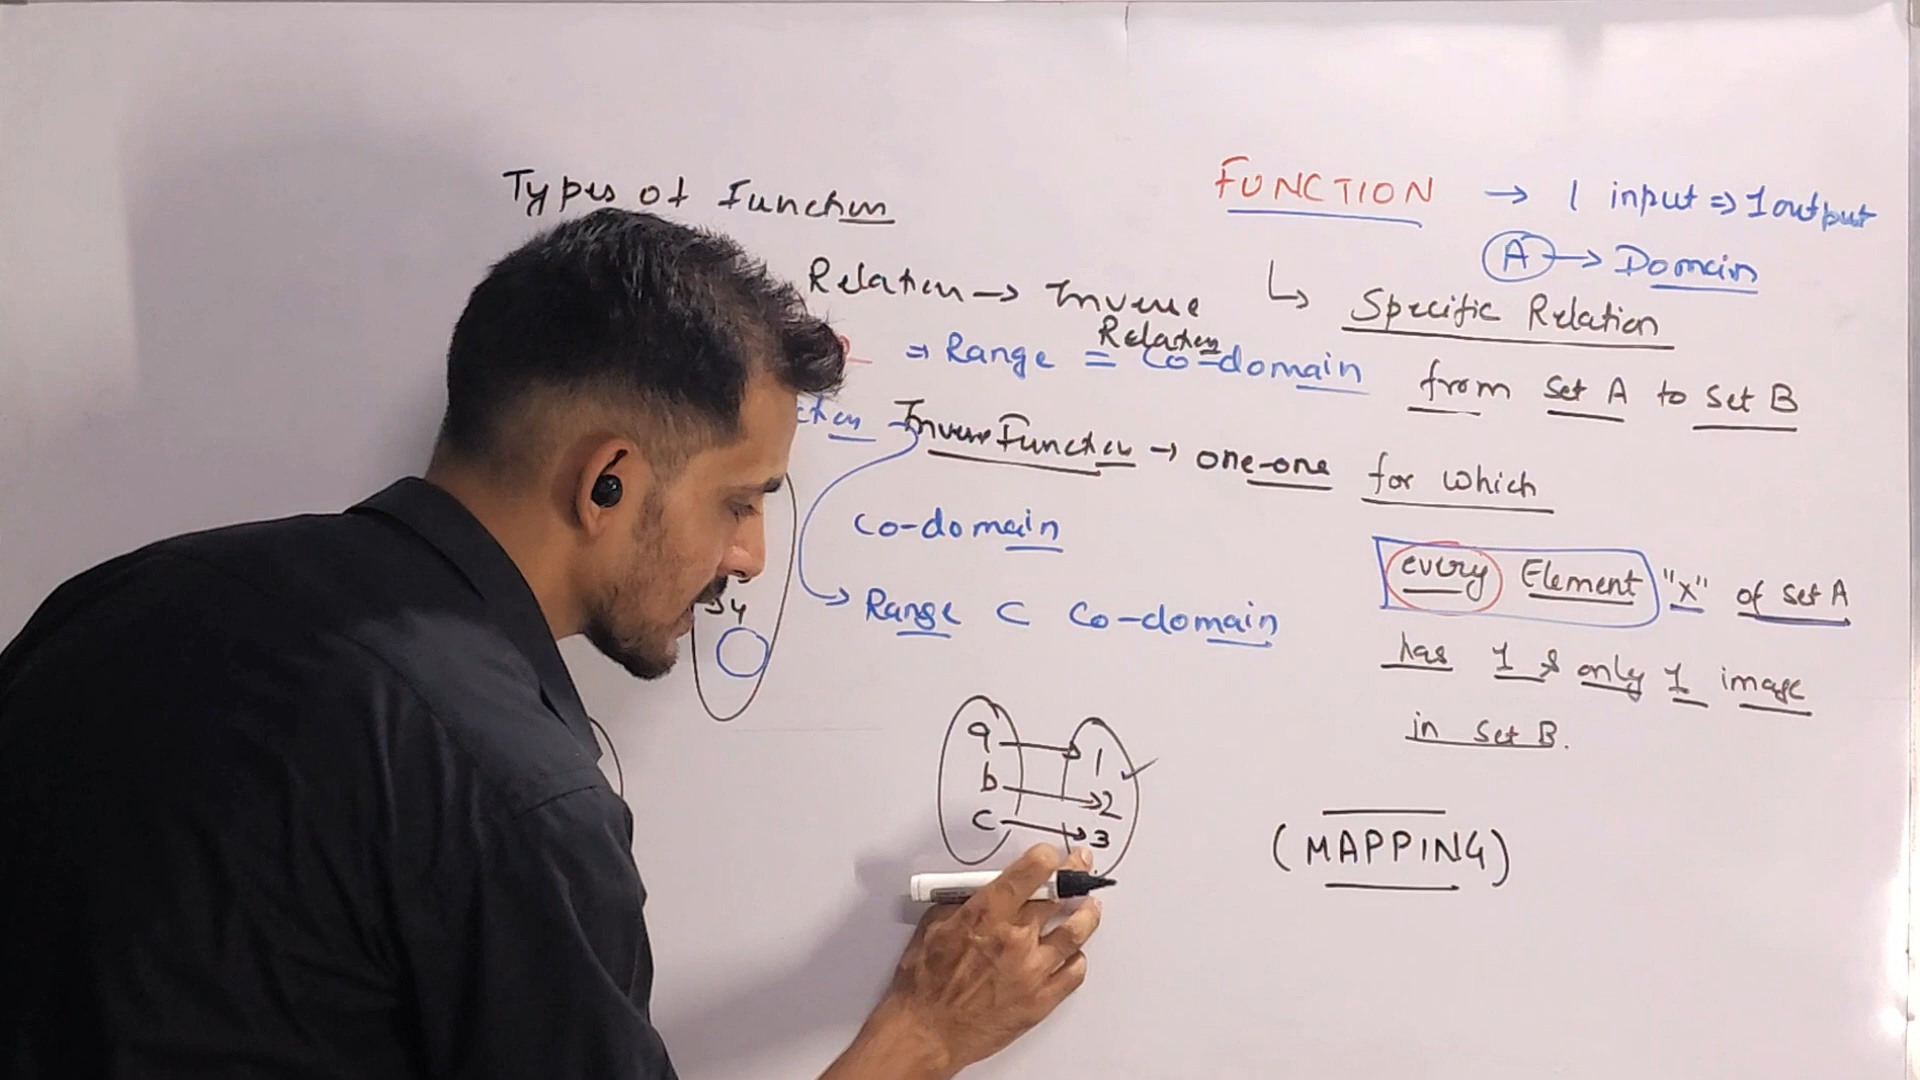 Types of Function
Relation → Inverse
Relation
⇒ Range = Co-domain
Inverse Function → one-one
Co-domain
Range ⊂ Co-domain
4
a → 1
b → 2
c → 3
FUNCTION → 1 input ⇒ 1 output
A → Domain
↳ Specific Relation
from Set A to Set B
for which
every Element "x" of set A
has 1 & only 1 image
in Set B.
(MAPPING)